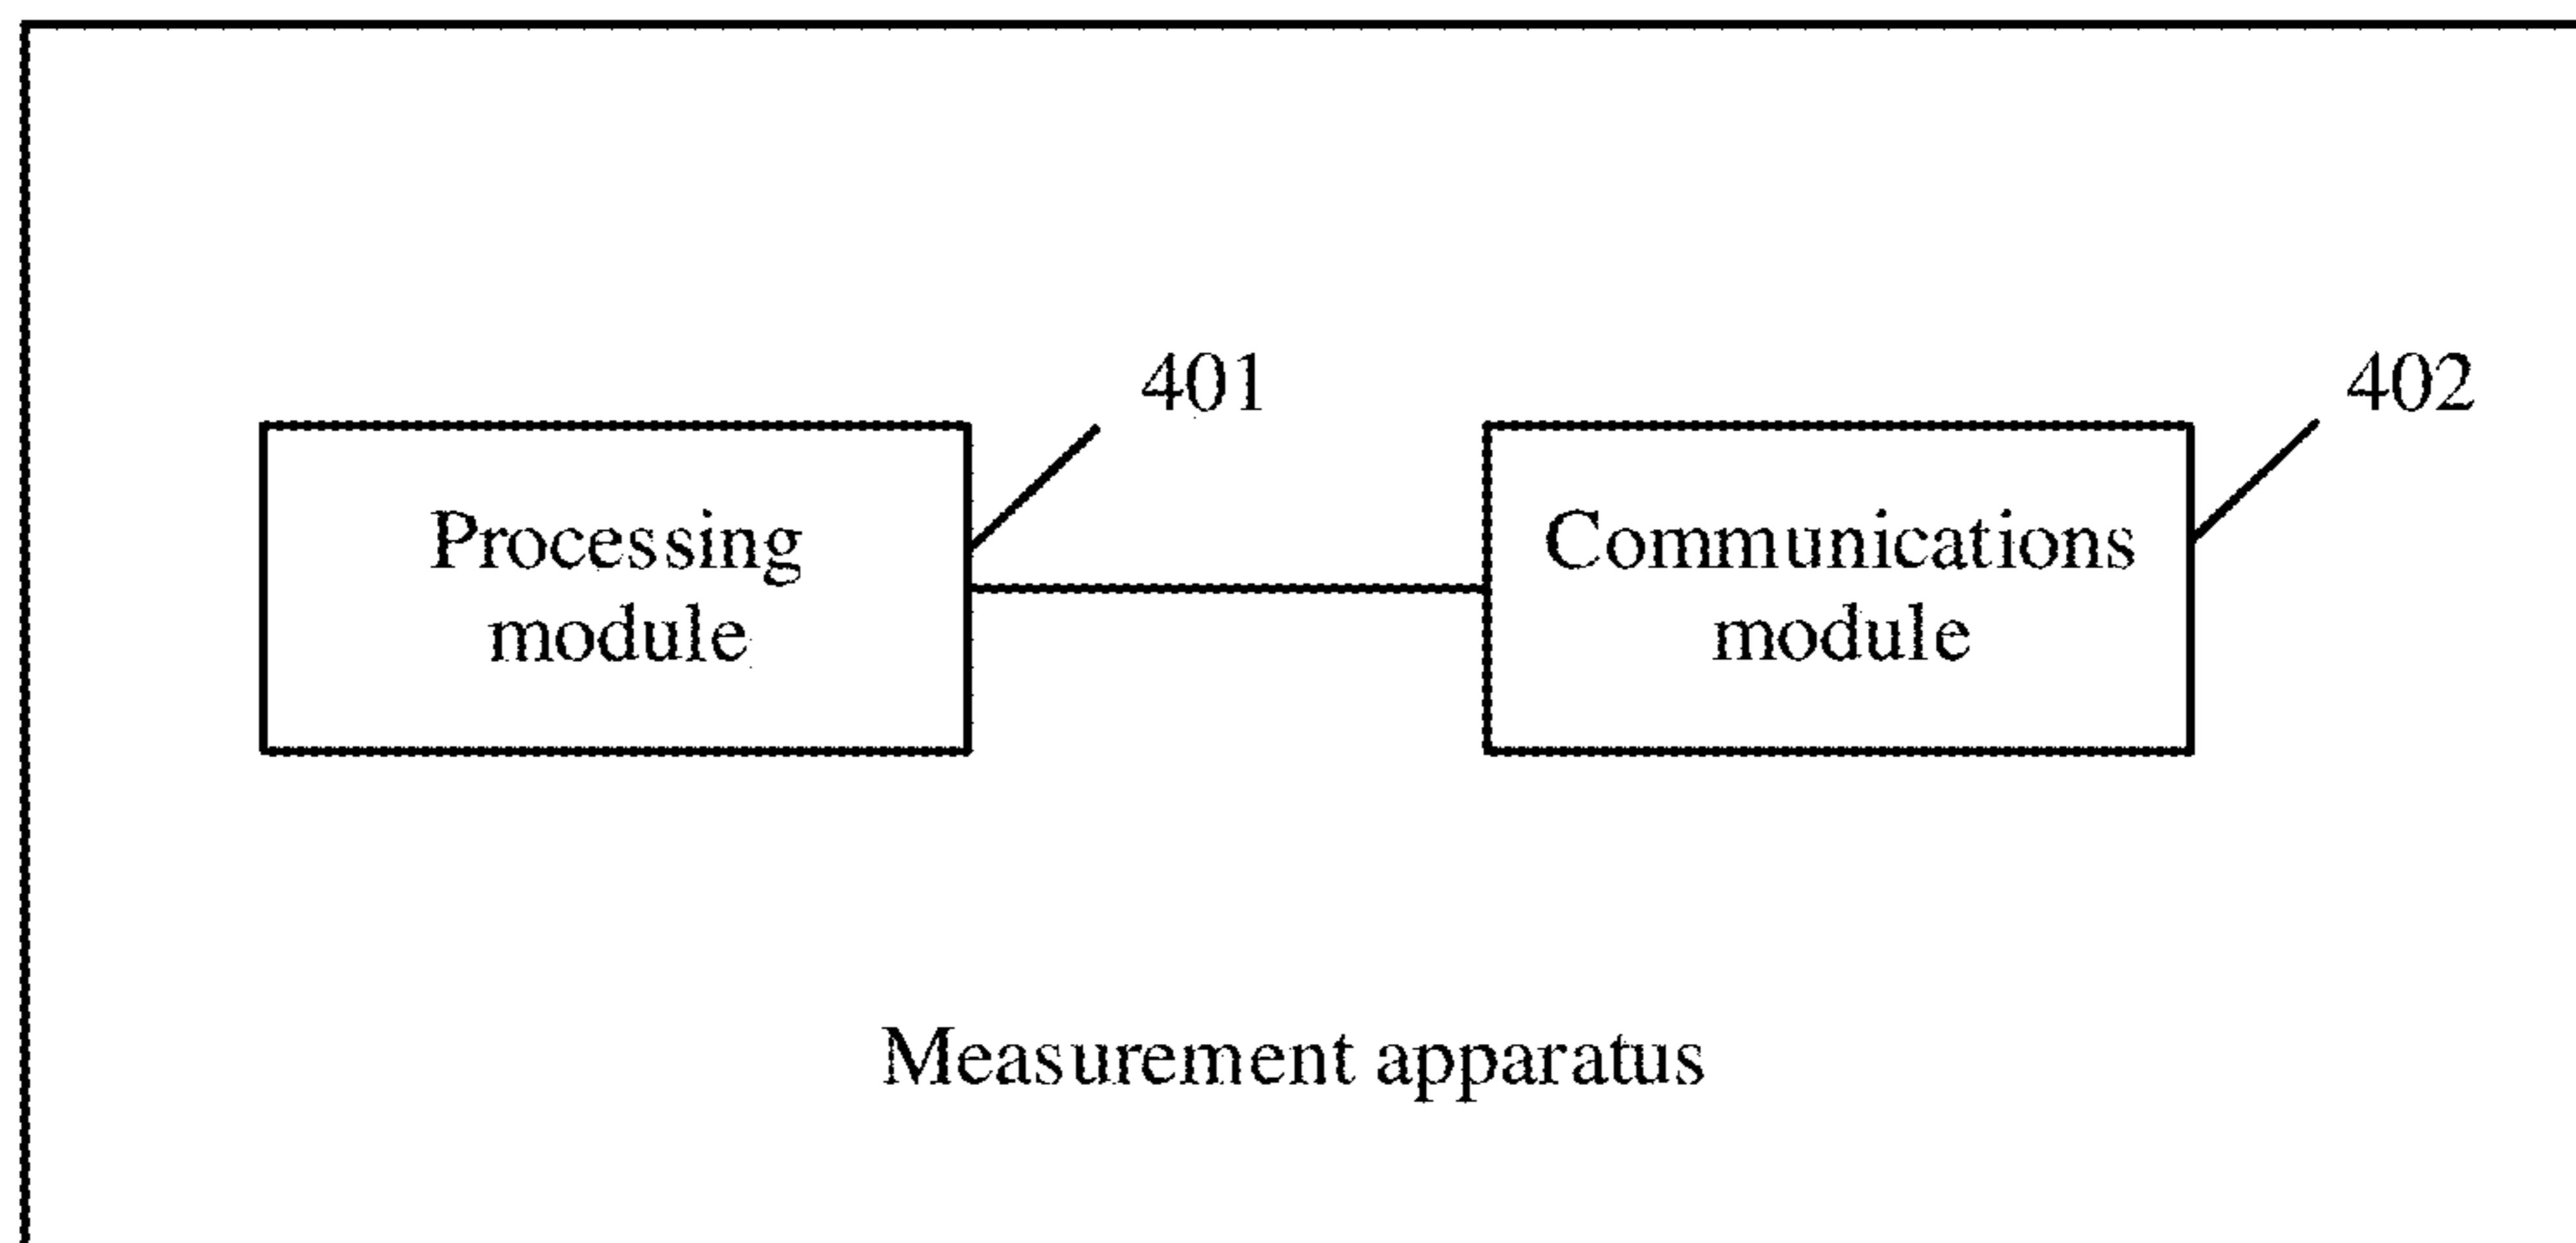 401
402
Processing
module
Communications
module
Measurement apparatus